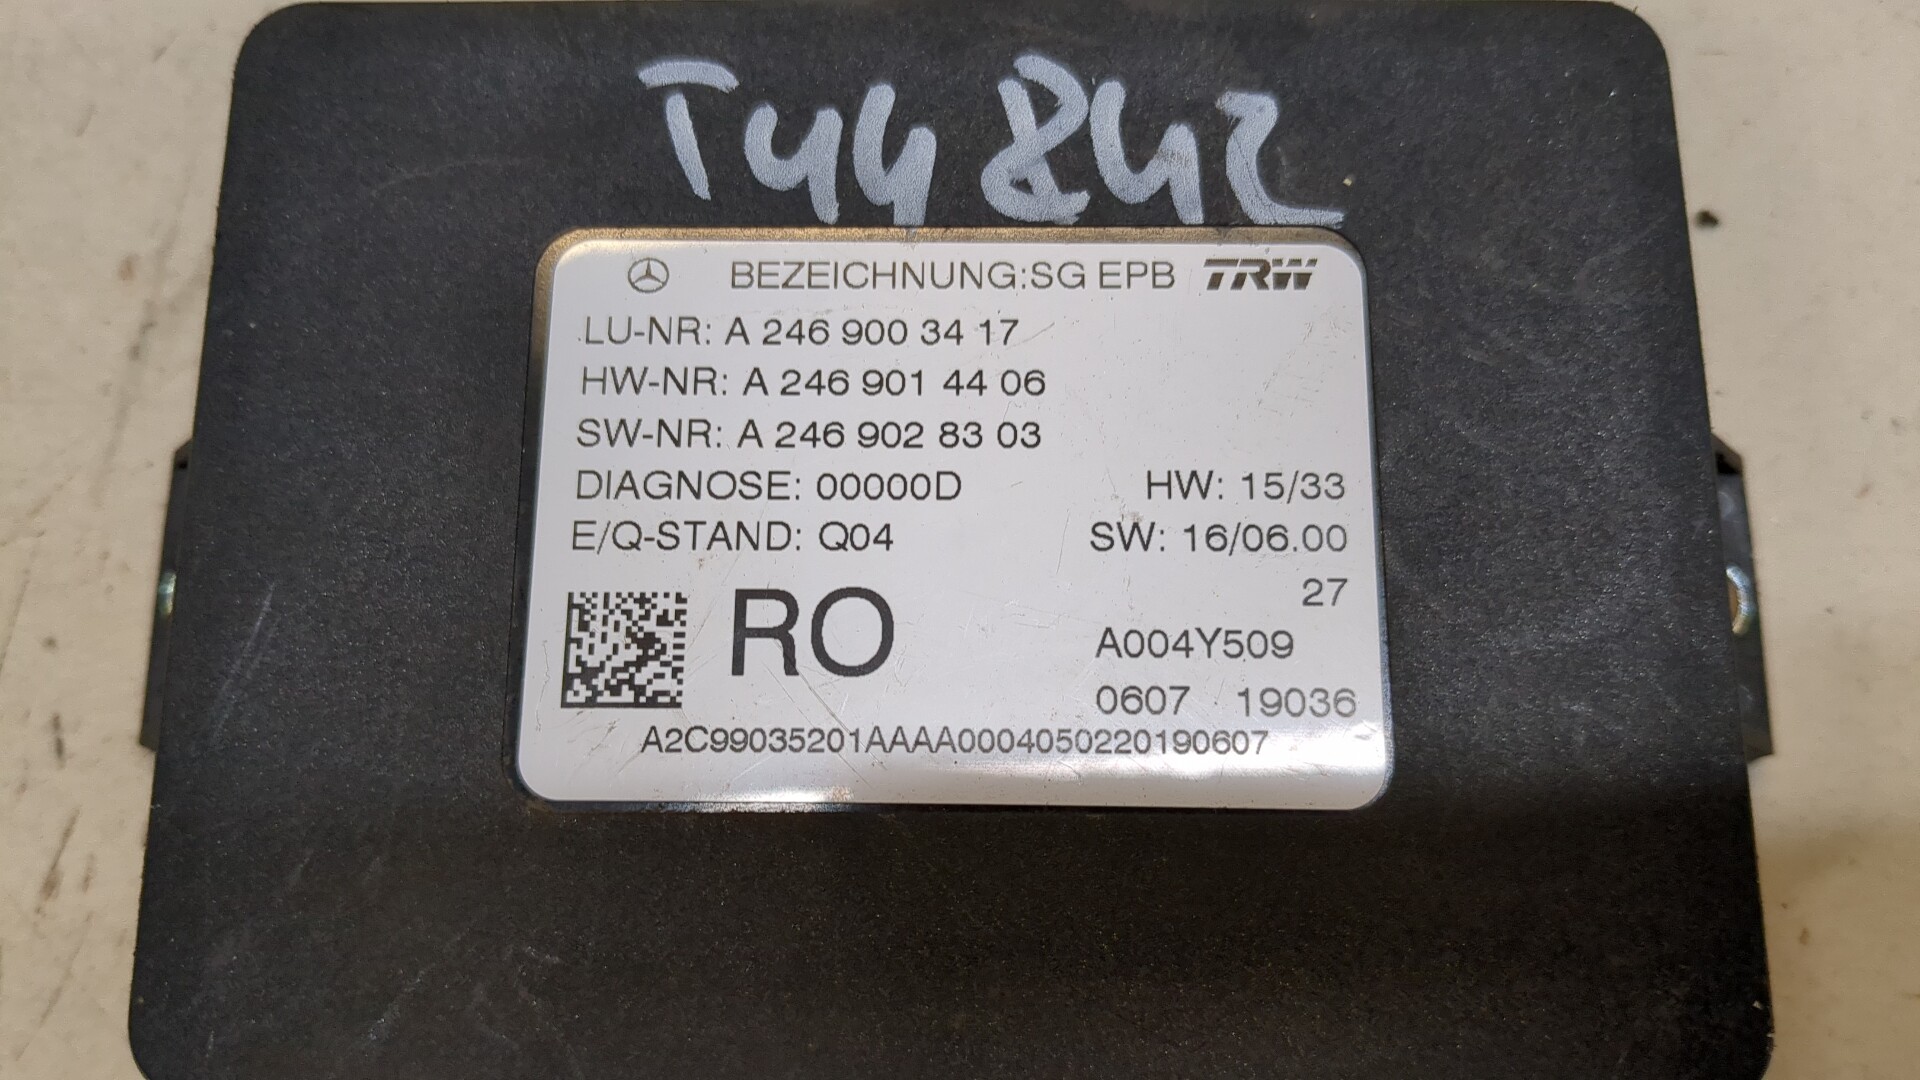 T44842
BEZEICHNUNG:SG EPB TRW
LU-NR: A 246 900 34 17
HW-NR: A 246 901 44 06
SW-NR: A 246 902 83 03
DIAGNOSE: 00000D HW: 15/33
E/Q-STAND: Q04 SW: 16/06.00
27
RO A004Y509
0607 19036
A2C99035201AAAA0004050220190607